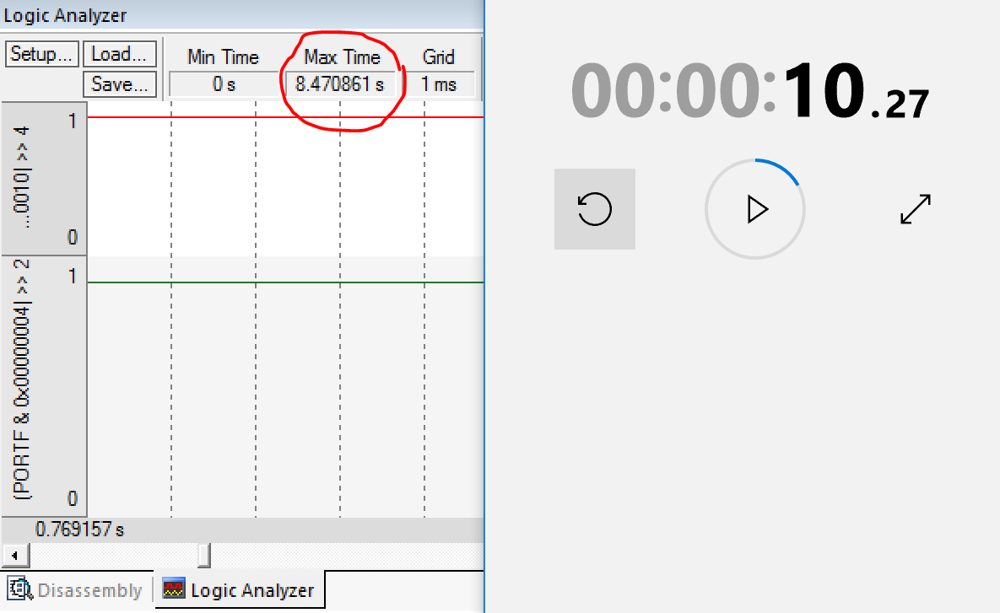 Logic Analyzer
Setup... Load... Min Time Max Time Grid
Save... 0 s 8.470861 s 1 ms
1
...0010| >> 4
0
1
(PORTF & 0x00000004| >> 2
0
0.769157 s
Disassembly Logic Analyzer
00:00:10.27